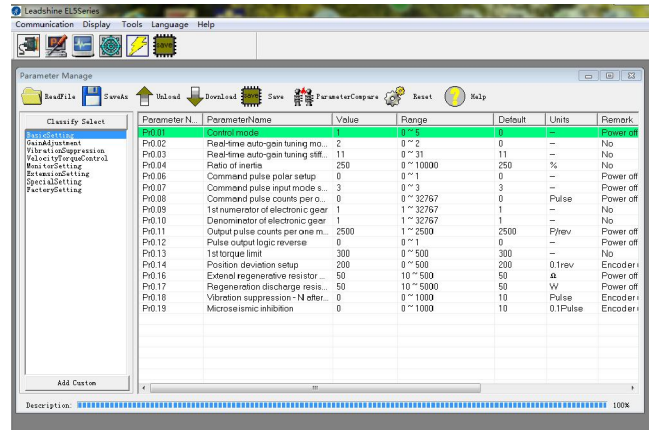 Leadshine EL5Series
Communication Display Tools Language Help
save
Parameter Manage
ReadFile SaveAs UnLoad DownLoad save Save ParameterCompare Reset ? Help
Classify Select
BasicSetting
GainAdjustment
VibrationSuppression
VelocityTorqueControl
MonitorSetting
ExtensionSetting
SpecialSetting
FactorySetting
Add Custom
Parameter N... ParameterName Value Range Default Units Remark
Pr0.01 Control mode 1 0 ~ 5 0 – Power off
Pr0.02 Real-time auto-gain tuning mo... 2 0 ~ 2 0 – No
Pr0.03 Real-time auto-gain tuning stiff... 11 0 ~ 31 11 – No
Pr0.04 Ratio of inertia 250 0 ~ 10000 250 % No
Pr0.06 Command pulse polar setup 0 0 ~ 1 0 – Power off
Pr0.07 Command pulse input mode s... 3 0 ~ 3 3 – Power off
Pr0.08 Command pulse counts per o... 0 0 ~ 32767 0 Pulse Power off
Pr0.09 1st numerator of electronic gear 1 1 ~ 32767 1 – No
Pr0.10 Denominator of electronic gear 1 1 ~ 32767 1 – No
Pr0.11 Output pulse counts per one m... 2500 1 ~ 2500 2500 P/rev Power off
Pr0.12 Pulse output logic reverse 0 0 ~ 1 0 – Power off
Pr0.13 1st torque limit 300 0 ~ 500 300 – No
Pr0.14 Position deviation setup 200 0 ~ 500 200 0.1rev Encoder
Pr0.16 Extenal regenerative resistor ... 50 10 ~ 500 50 Ω Power off
Pr0.17 Regeneration discharge resis... 50 10 ~ 5000 50 W Power off
Pr0.18 Vibration suppression - N after... 0 0 ~ 1000 10 Pulse Encoder
Pr0.19 Microseismic inhibition 0 0 ~ 1000 10 0.1Pulse Encoder
Description: 100%